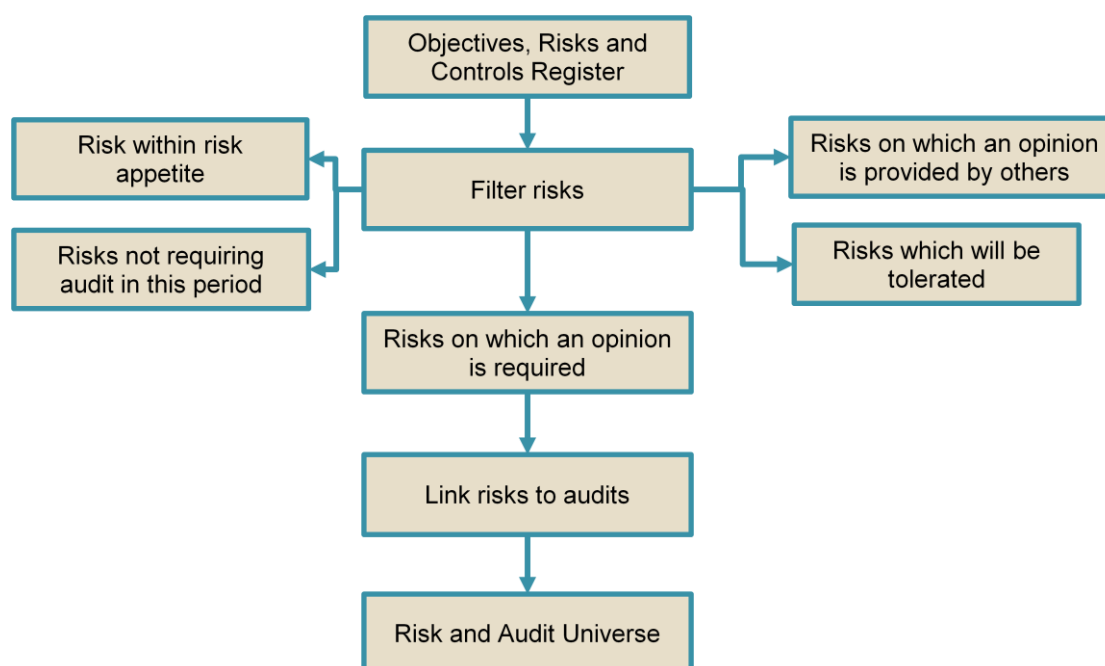 Objectives, Risks and
Controls Register
Risk within risk
appetite
Filter risks
Risks on which an opinion
is provided by others
Risks not requiring
audit in this period
Risks which will be
tolerated
Risks on which an opinion
is required
Link risks to audits
Risk and Audit Universe